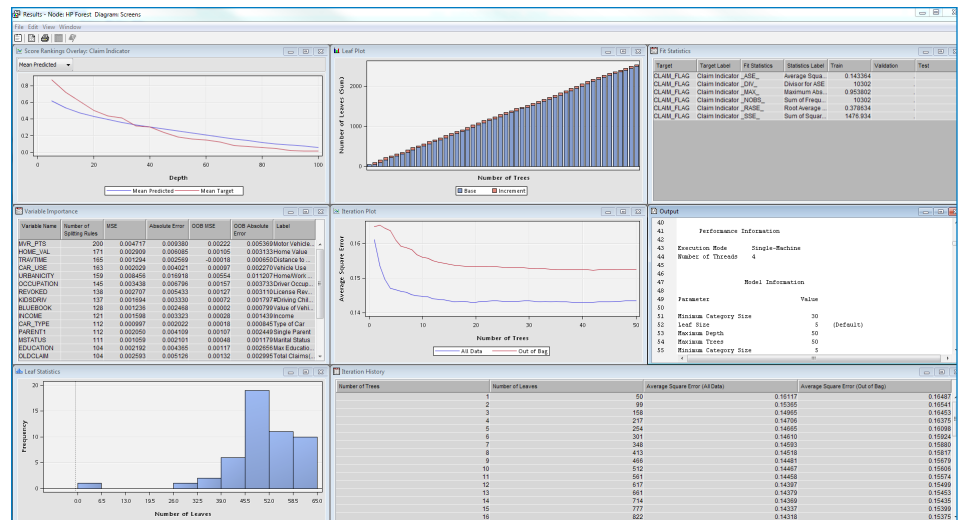 Results - Node: HP Forest Diagram: Screens
File Edit View Window
Score Rankings Overlay: Claim Indicator
Mean Predicted
0.8
0.6
0.4
0.2
0.0
0 20 40 60 80 100
Depth
Mean Predicted Mean Target
Leaf Plot
Number of Leaves (Sum)
2000
1000
0
Number of Trees
Base Increment
Fit Statistics
Target Target Label Fit Statistics Statistics Label Train Validation Test
CLAIM_FLAG Claim Indicator _ASE_ Average Squa... 0.143364 .
CLAIM_FLAG Claim Indicator _DIV_ Divisor for ASE 10302 .
CLAIM_FLAG Claim Indicator _MAX_ Maximum Abs... 0.953802 .
CLAIM_FLAG Claim Indicator _NOBS_ Sum of Frequ... 10302 .
CLAIM_FLAG Claim Indicator _RASE_ Root Average ... 0.378634 .
CLAIM_FLAG Claim Indicator _SSE_ Sum of Squar... 1476.934 .
Variable Importance
Variable Name Number of Splitting Rules MSE Absolute Error OOB MSE OOB Absolute Error Label
MVR_PTS 200 0.004717 0.009380 0.00222 0.005369 Motor Vehicle...
HOME_VAL 171 0.002909 0.006085 0.00105 0.003133 Home Value
TRAVTIME 165 0.001294 0.002569 -0.00018 0.000650 Distance to ...
CAR_USE 163 0.002029 0.004021 0.00097 0.002270 Vehicle Use
URBANICITY 159 0.008456 0.016918 0.00554 0.011207 Home/Work ...
OCCUPATION 145 0.003438 0.006796 0.00157 0.003733 Driver Occup...
REVOKED 138 0.002707 0.005433 0.00127 0.003110 License Rev...
KIDSDRIV 137 0.001694 0.003330 0.00072 0.001797 #Driving Chil...
BLUEBOOK 128 0.001236 0.002468 0.00002 0.000799 Value of Vehi...
INCOME 121 0.001598 0.003323 0.00028 0.001439 Income
CAR_TYPE 112 0.000997 0.002022 0.00018 0.000845 Type of Car
PARENT1 112 0.002050 0.004109 0.00107 0.002449 Single Parent
MSTATUS 111 0.001059 0.002101 0.00048 0.001179 Marital Status
EDUCATION 104 0.002192 0.004365 0.00117 0.002656 Max Educatio...
OLDCLAIM 104 0.002593 0.005126 0.00132 0.002995 Total Claims(...
Iteration Plot
Average Square Error
0.16
0.15
0.14
0 10 20 30 40 50
Number of Trees
All Data Out of Bag
Output
40
41 Performance Information
42
43 Execution Mode Single-Machine
44 Number of Threads 4
45
46
47 Model Information
48
49 Parameter Value
50
51 Minimum Category Size 30
52 Leaf Size 5 (Default)
53 Maximum Depth 50
54 Maximum Trees 50
55 Minimum Category Size 5
Leaf Statistics
Frequency
20
15
10
5
0
0.0 6.5 13.0 19.5 26.0 32.5 39.0 45.5 52.0 58.5 65.0
Number of Leaves
Iteration History
Number of Trees Number of Leaves Average Square Error (All Data) Average Square Error (Out of Bag)
1 50 0.16117 0.16487
2 99 0.15365 0.16541
3 158 0.14965 0.16453
4 217 0.14706 0.16375
5 254 0.14665 0.16098
6 301 0.14610 0.15924
7 348 0.14593 0.15880
8 413 0.14518 0.15817
9 466 0.14481 0.15679
10 512 0.14467 0.15606
11 561 0.14458 0.15574
12 617 0.14397 0.15499
13 661 0.14379 0.15453
14 714 0.14369 0.15435
15 777 0.14337 0.15399
16 822 0.14318 0.15375